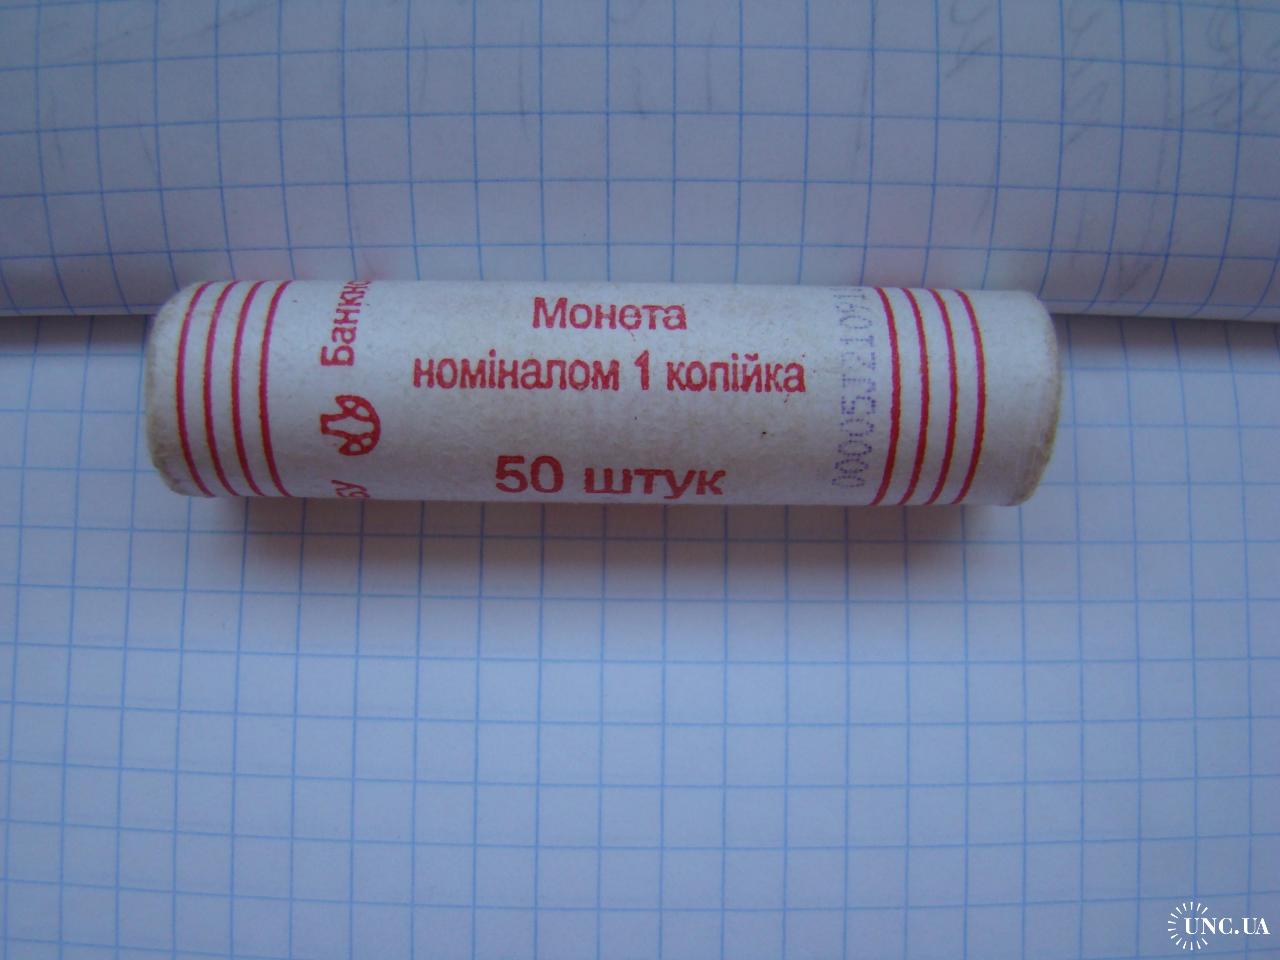 Монета
номіналом 1 копійка
50 штук
UNC.UA